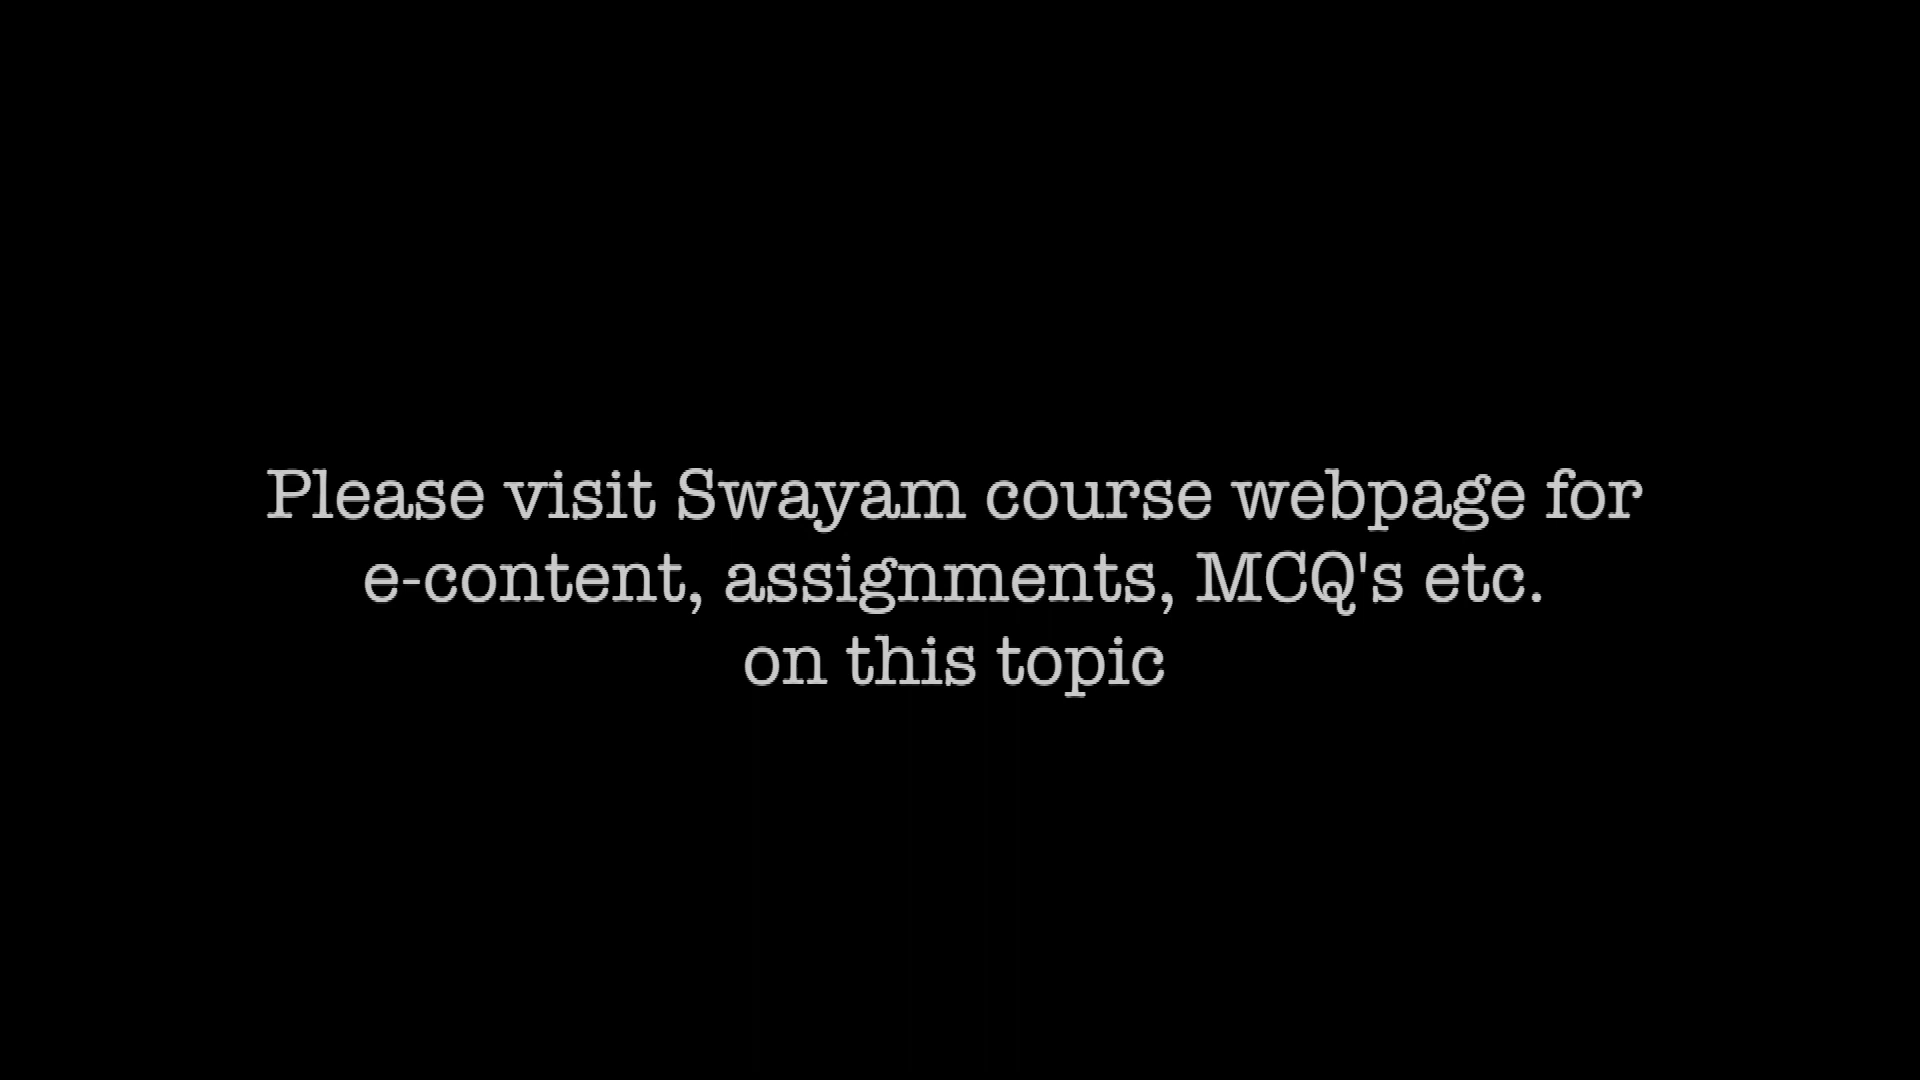 Please visit Swayam course webpage for
e-content, assignments, MCQ's etc.
on this topic